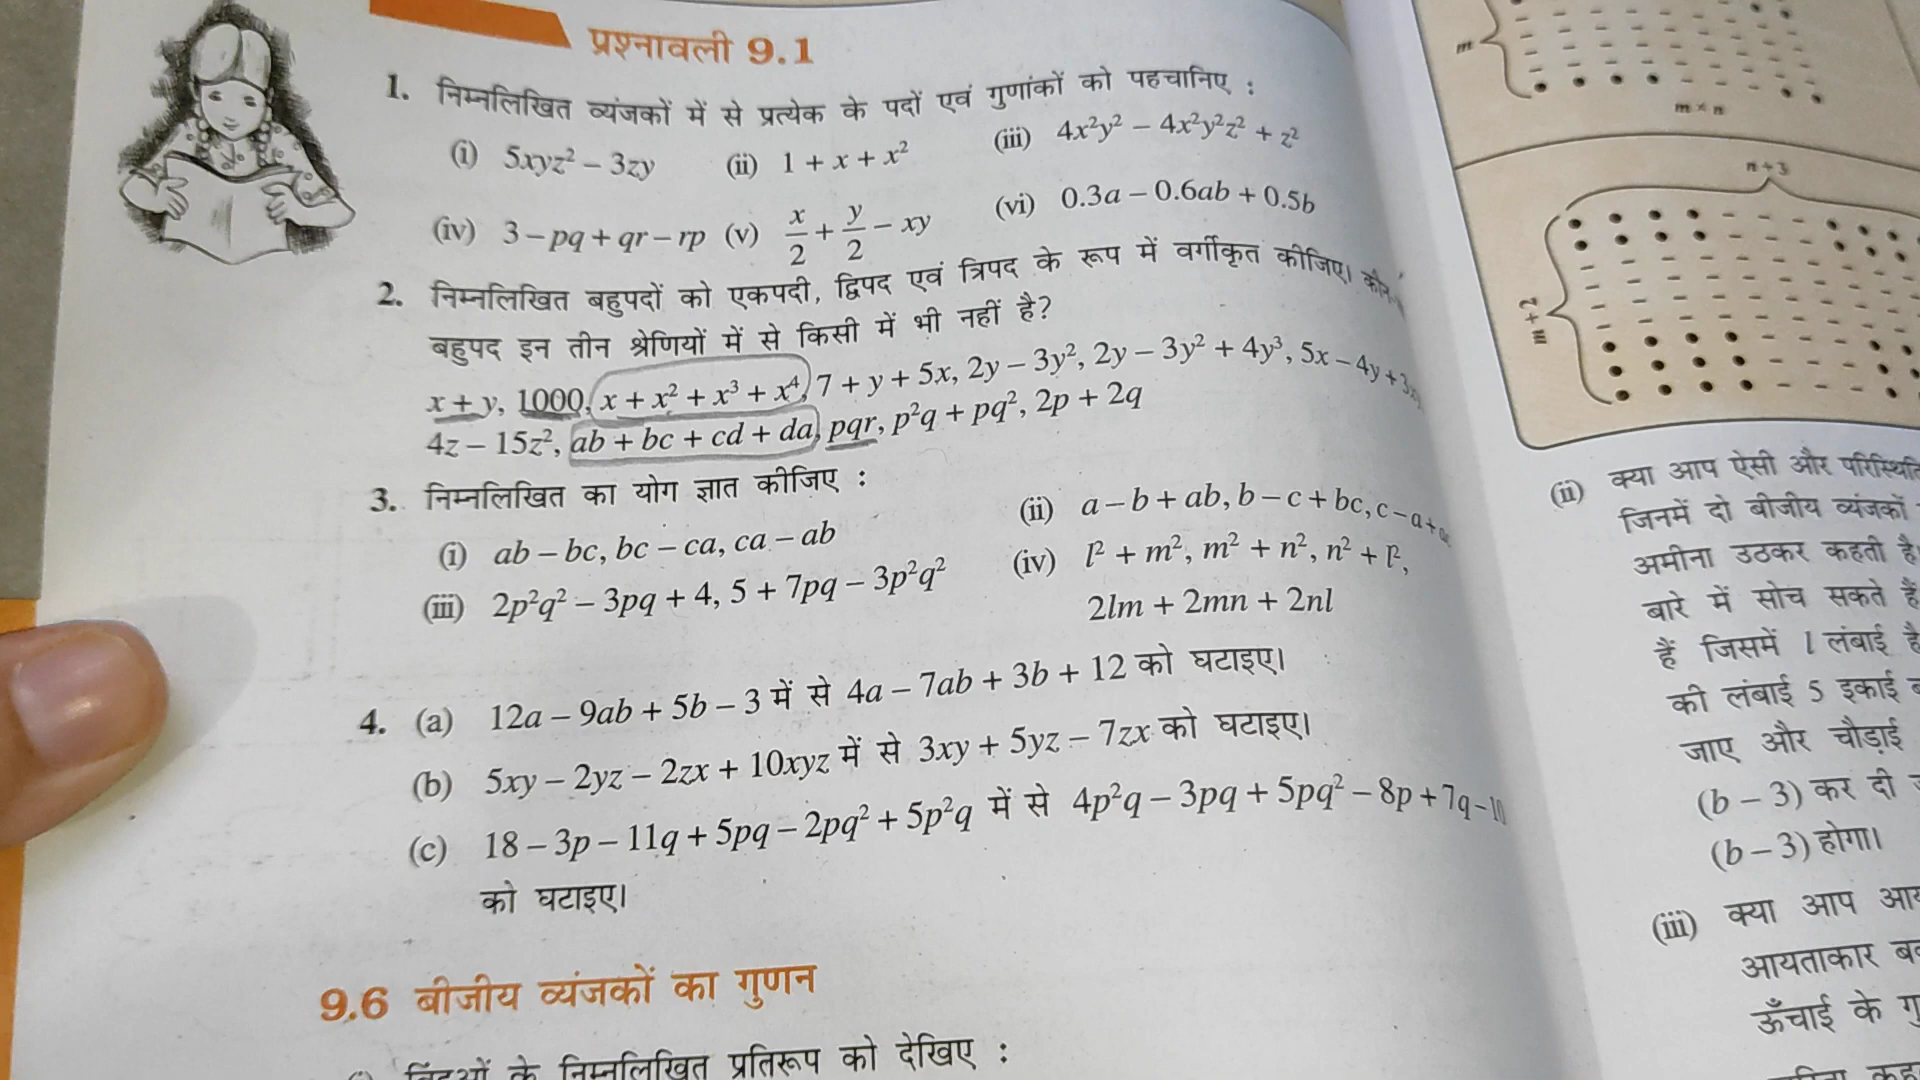 प्रश्नावली 9.1
1. निम्नलिखित व्यंजकों में से प्रत्येक के पदों एवं गुणांकों को पहचानिए :
(i) 5xyz² – 3zy (ii) 1 + x + x² (iii) 4x²y² – 4x²y²z² + z²
(iv) 3 – pq + qr – rp (v) x/2 + y/2 – xy (vi) 0.3a – 0.6ab + 0.5b
2. निम्नलिखित बहुपदों को एकपदी, द्विपद एवं त्रिपद के रूप में वर्गीकृत कीजिए। कौन
बहुपद इन तीन श्रेणियों में से किसी में भी नहीं है?
x + y, 1000, x + x² + x³ + x⁴, 7 + y + 5x, 2y – 3y², 2y – 3y² + 4y³, 5x – 4y + 3xy
4z – 15z², ab + bc + cd + da, pqr, p²q + pq², 2p + 2q
3. निम्नलिखित का योग ज्ञात कीजिए :
(i) ab – bc, bc – ca, ca – ab (ii) a – b + ab, b – c + bc, c – a +
(iii) 2p²q² – 3pq + 4, 5 + 7pq – 3p²q² (iv) l² + m², m² + n², n² + l²,
2lm + 2mn + 2nl
4. (a) 12a – 9ab + 5b – 3 में से 4a – 7ab + 3b + 12 को घटाइए।
(b) 5xy – 2yz – 2zx + 10xyz में से 3xy + 5yz – 7zx को घटाइए।
(c) 18 – 3p – 11q + 5pq – 2pq² + 5p²q में से 4p²q – 3pq + 5pq² – 8p + 7q – 10
को घटाइए।
9.6 बीजीय व्यंजकों का गुणन
निम्नलिखित प्रतिरूप को देखिए :
m
m × n
n + 3
m + 2
(ii) क्या आप ऐसी और
जिनमें दो बीजीय व्यंजकों
अमीना उठकर कहती है
बारे में सोच सकते हैं
हैं जिसमें l लंबाई है
की लंबाई 5 इकाई
जाए और चौड़ाई
(b – 3) कर दी
(b – 3) होगा।
(iii) क्या आप
आयताकार
ऊँचाई के